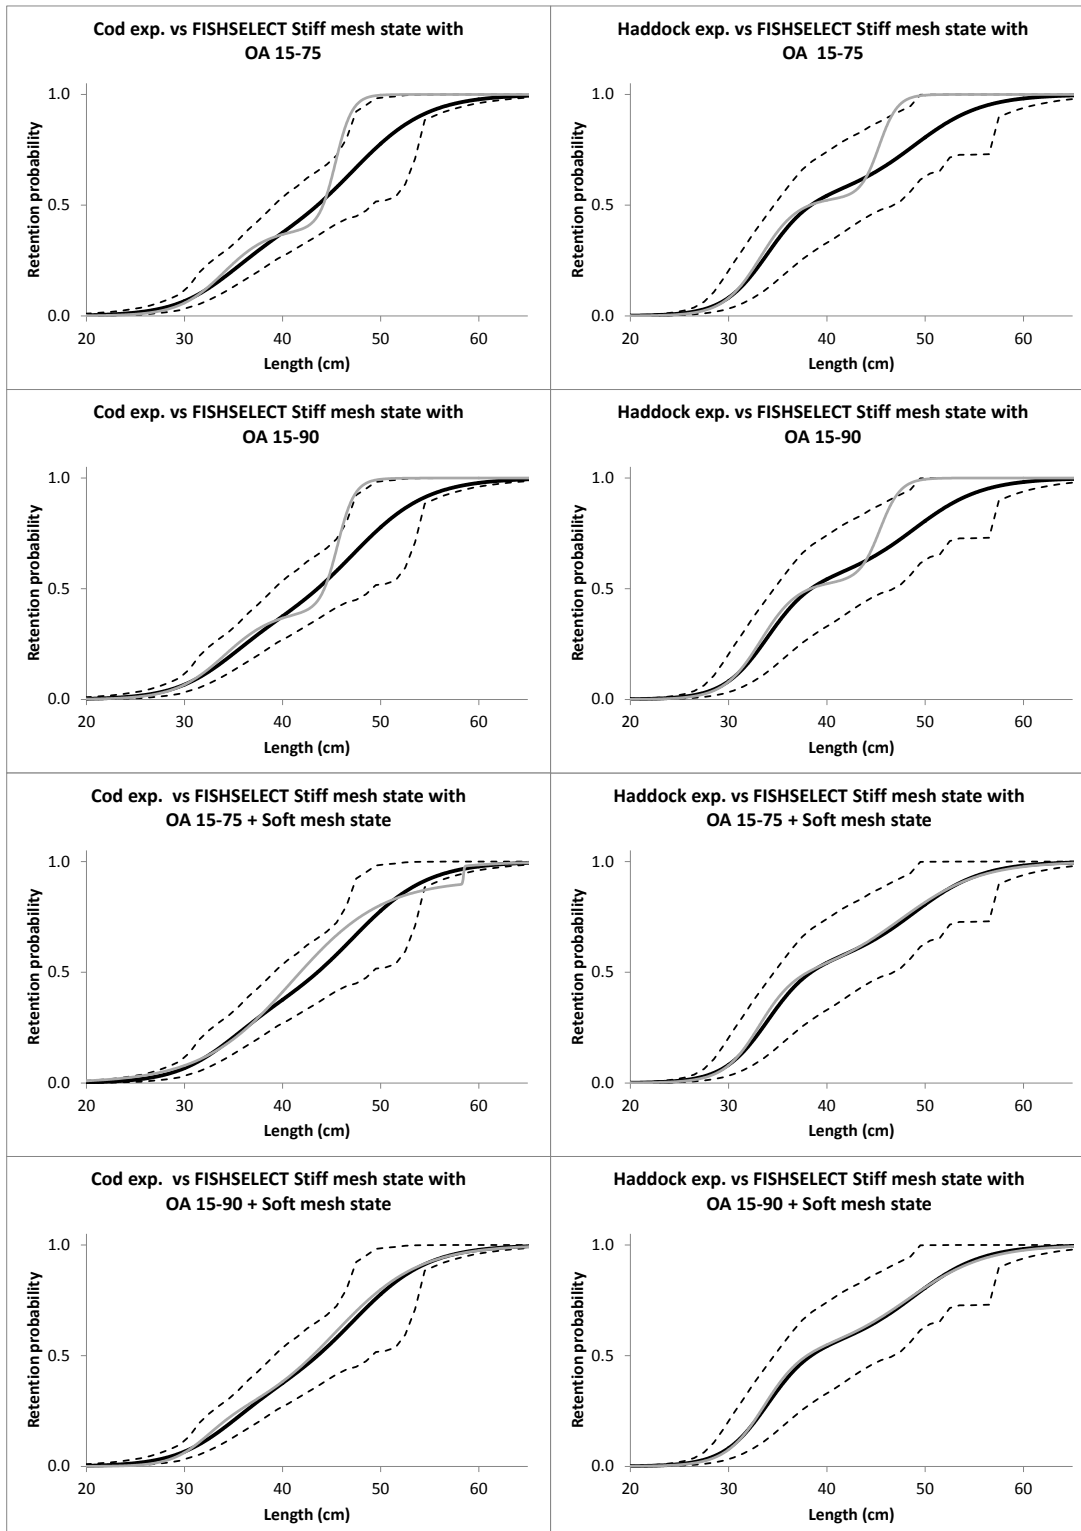 Cod exp. vs FISHSELECT Stiff mesh state with
OA 15-75
Retention probability
1.0
0.5
0.0
20 30 40 50 60
Length (cm)
Haddock exp. vs FISHSELECT Stiff mesh state with
OA 15-75
Retention probability
1.0
0.5
0.0
20 30 40 50 60
Length (cm)
Cod exp. vs FISHSELECT Stiff mesh state with
OA 15-90
Retention probability
1.0
0.5
0.0
20 30 40 50 60
Length (cm)
Haddock exp. vs FISHSELECT Stiff mesh state with
OA 15-90
Retention probability
1.0
0.5
0.0
20 30 40 50 60
Length (cm)
Cod exp. vs FISHSELECT Stiff mesh state with
OA 15-75 + Soft mesh state
Retention probability
1.0
0.5
0.0
20 30 40 50 60
Length (cm)
Haddock exp. vs FISHSELECT Stiff mesh state with
OA 15-75 + Soft mesh state
Retention probability
1.0
0.5
0.0
20 30 40 50 60
Length (cm)
Cod exp. vs FISHSELECT Stiff mesh state with
OA 15-90 + Soft mesh state
Retention probability
1.0
0.5
0.0
20 30 40 50 60
Length (cm)
Haddock exp. vs FISHSELECT Stiff mesh state with
OA 15-90 + Soft mesh state
Retention probability
1.0
0.5
0.0
20 30 40 50 60
Length (cm)